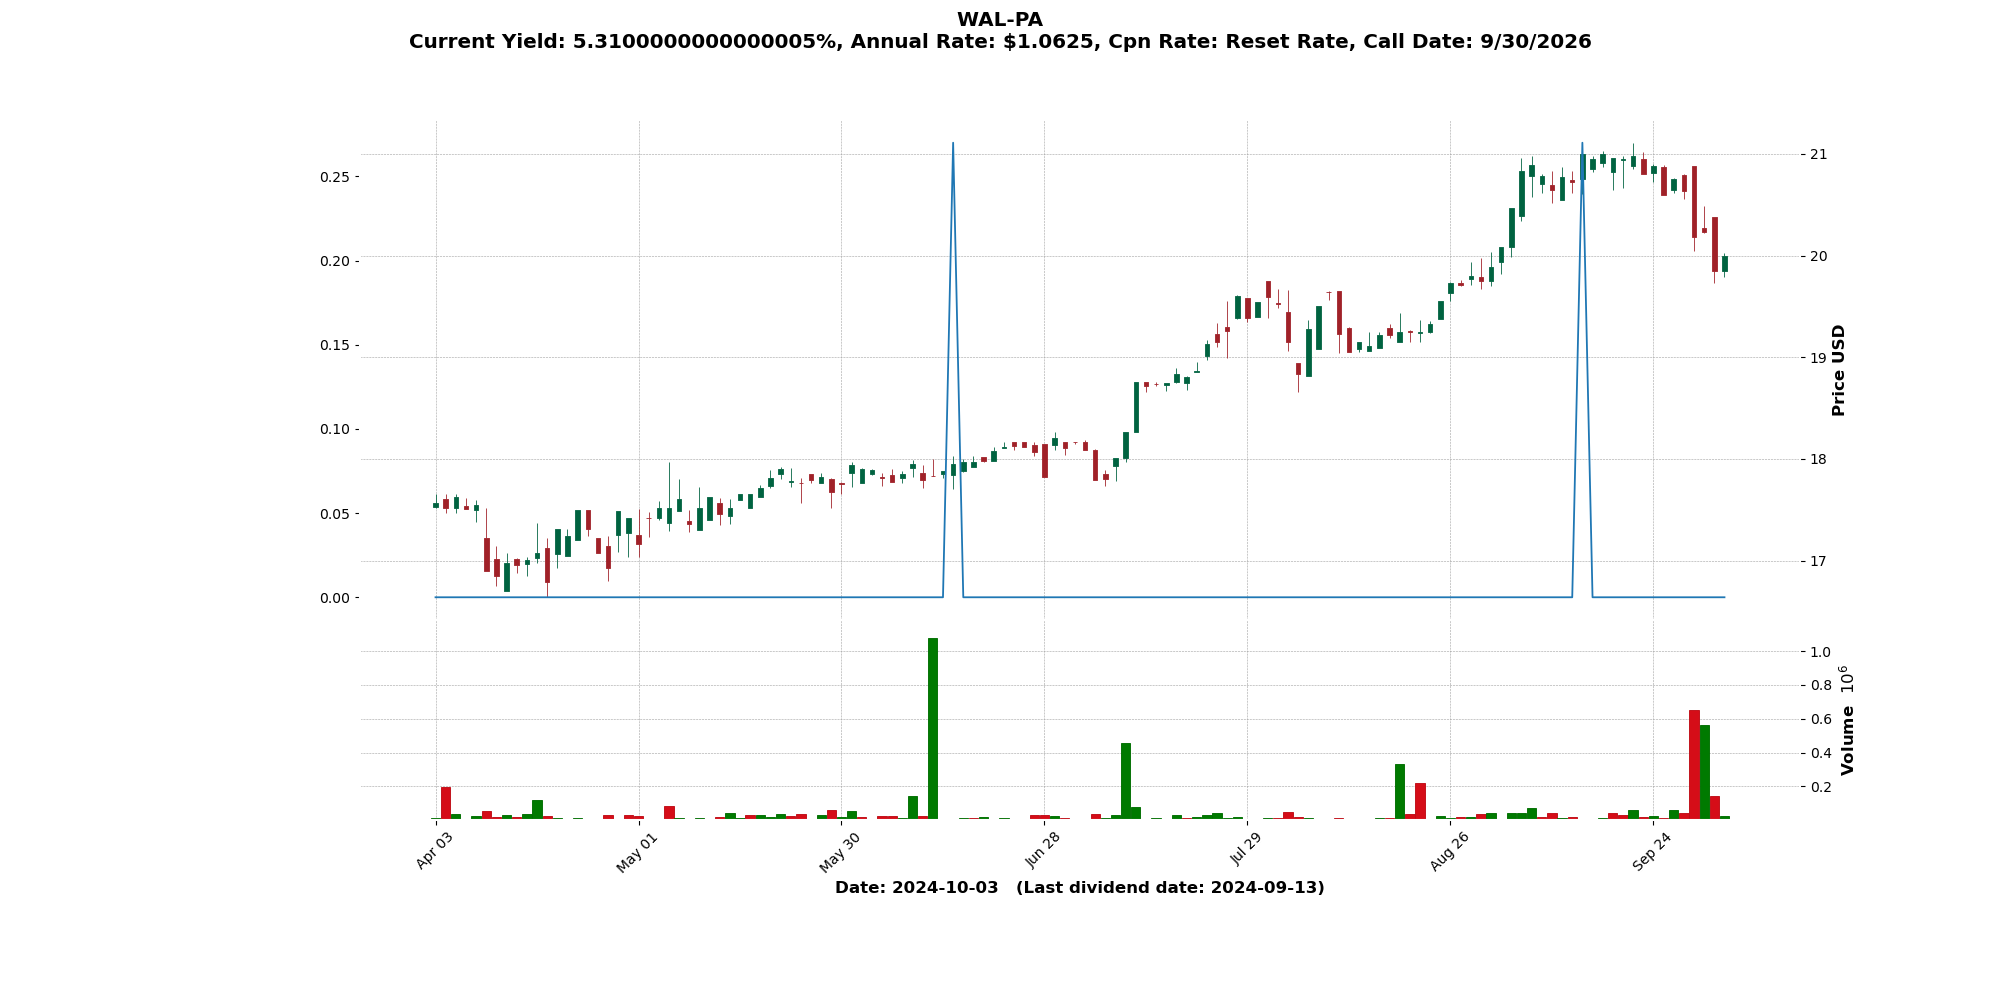 WAL-PA
Current Yield: 5.3100000000000005%, Annual Rate: $1.0625, Cpn Rate: Reset Rate, Call Date: 9/30/2026
0.25
0.20
0.15
0.10
0.05
0.00
21
20
19
18
17
Price USD
1.0
0.8
0.6
0.4
0.2
Volume 10^6
Apr 03
May 01
May 30
Jun 28
Jul 29
Aug 26
Sep 24
Date: 2024-10-03 (Last dividend date: 2024-09-13)